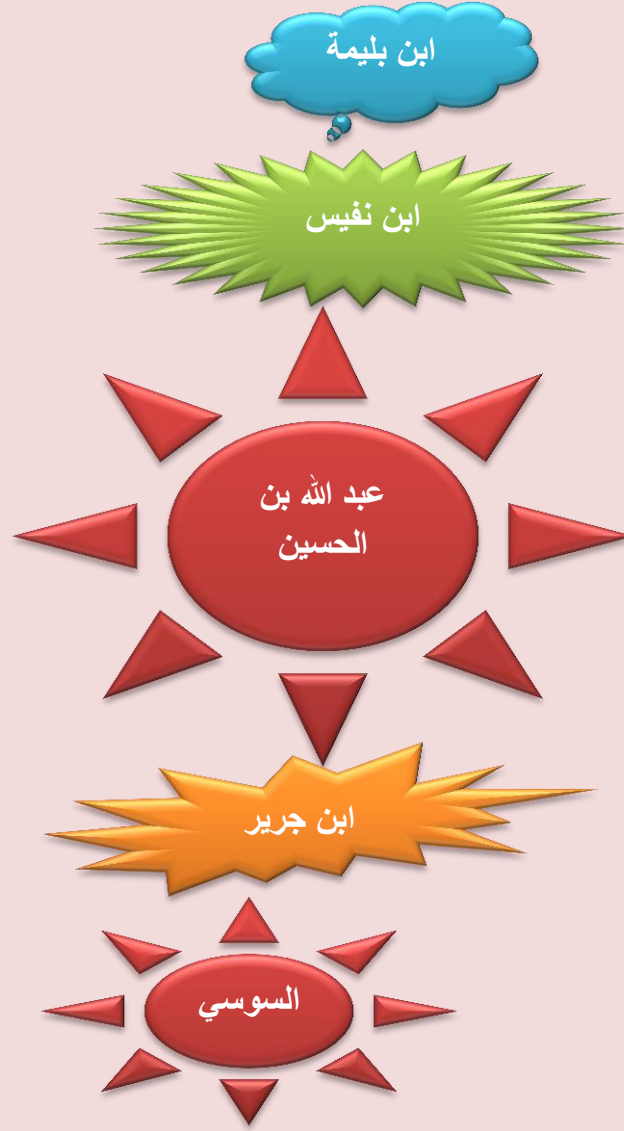 ابن بليمة
ابن نفيس
عبد الله بن
الحسين
ابن جرير
السوسي